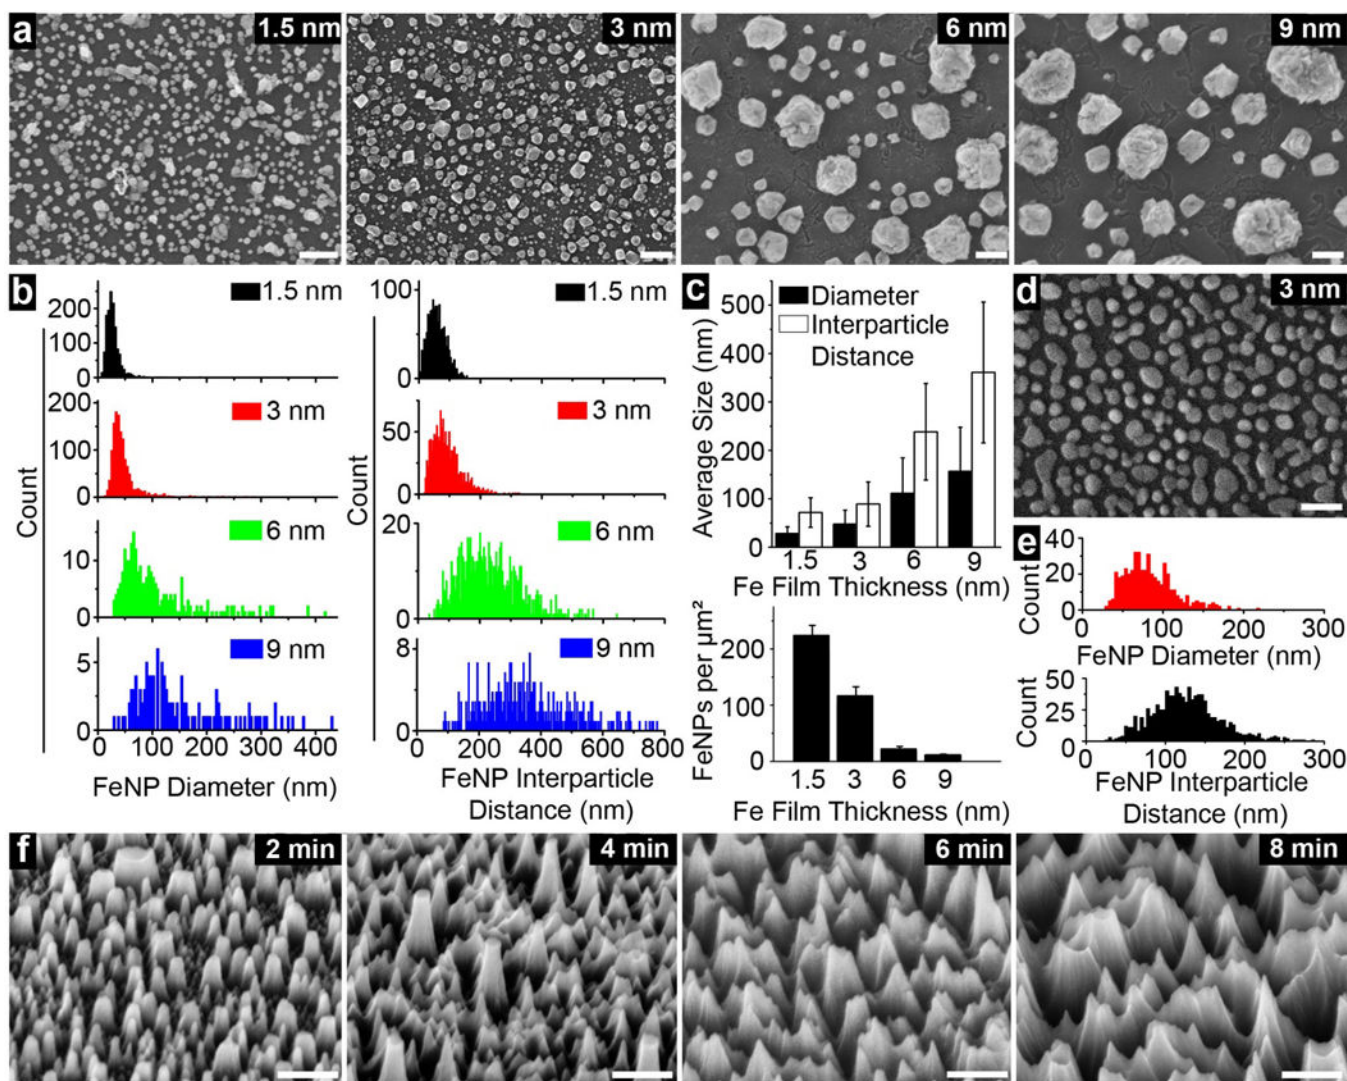 a
1.5 nm
3 nm
6 nm
9 nm
b
Count
200
100
0
1.5 nm
200
100
0
3 nm
10
0
6 nm
5
0
9 nm
0 100 200 300 400
FeNP Diameter (nm)
Count
100
0
1.5 nm
50
0
3 nm
20
0
6 nm
8
4
0
9 nm
0 200 400 600 800
FeNP Interparticle
Distance (nm)
c
Average Size (nm)
500
400
300
200
100
0
Diameter
Interparticle
Distance
1.5 3 6 9
Fe Film Thickness (nm)
FeNPs per µm²
200
100
0
1.5 3 6 9
Fe Film Thickness (nm)
d
3 nm
e
Count
40
20
0
0 100 200 300
FeNP Diameter (nm)
Count
50
25
0
0 100 200 300
FeNP Interparticle
Distance (nm)
f
2 min
4 min
6 min
8 min